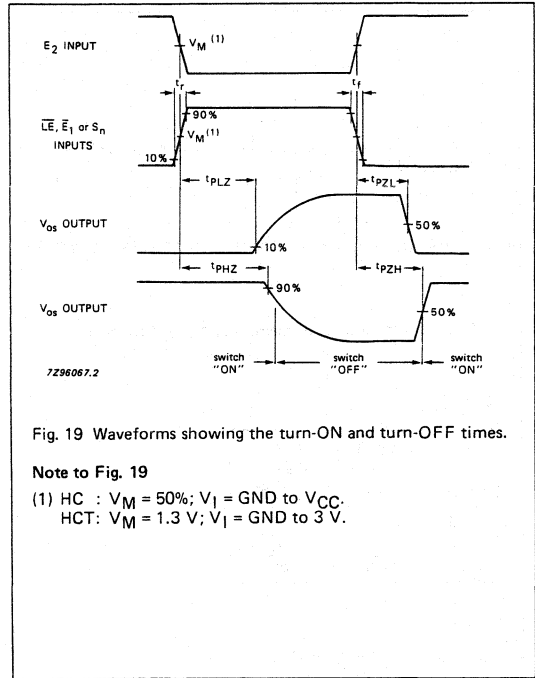 E2 INPUT
VM (1)
tr
tf
LE, E1 or Sn
INPUTS
90%
VM (1)
10%
tPLZ
tPZL
Vos OUTPUT
50%
10%
tPHZ
tPZH
90%
Vos OUTPUT
50%
switch "ON"
switch "OFF"
switch "ON"
7Z96067.2
Fig. 19 Waveforms showing the turn-ON and turn-OFF times.
Note to Fig. 19
(1) HC : VM = 50%; VI = GND to VCC.
HCT: VM = 1.3 V; VI = GND to 3 V.